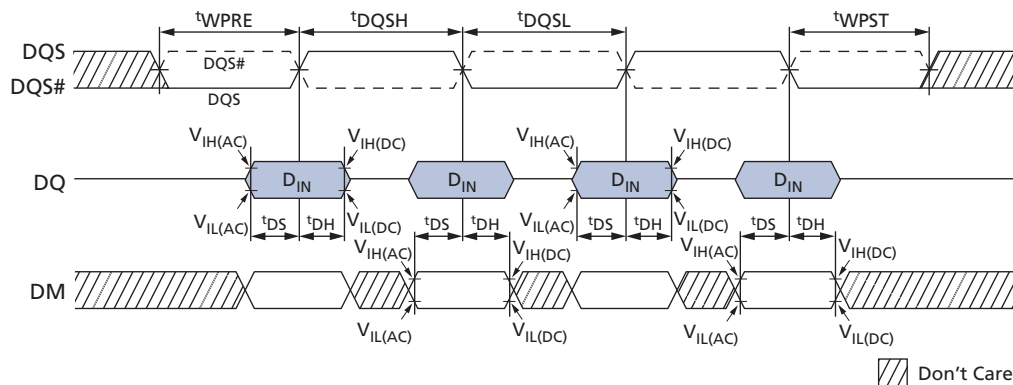 tWPRE tDQSH tDQSL tWPST
DQS DQS#
DQS# DQS
VIH(AC) VIH(DC) VIH(AC) VIH(DC)
DQ DIN DIN DIN DIN
VIL(AC) tDS tDH VIL(DC) VIL(AC) tDS tDH VIL(DC)
VIH(AC) tDS tDH VIH(DC) VIH(AC) tDS tDH VIH(DC)
DM
VIL(AC) VIL(DC) VIL(AC) VIL(DC)
Don't Care